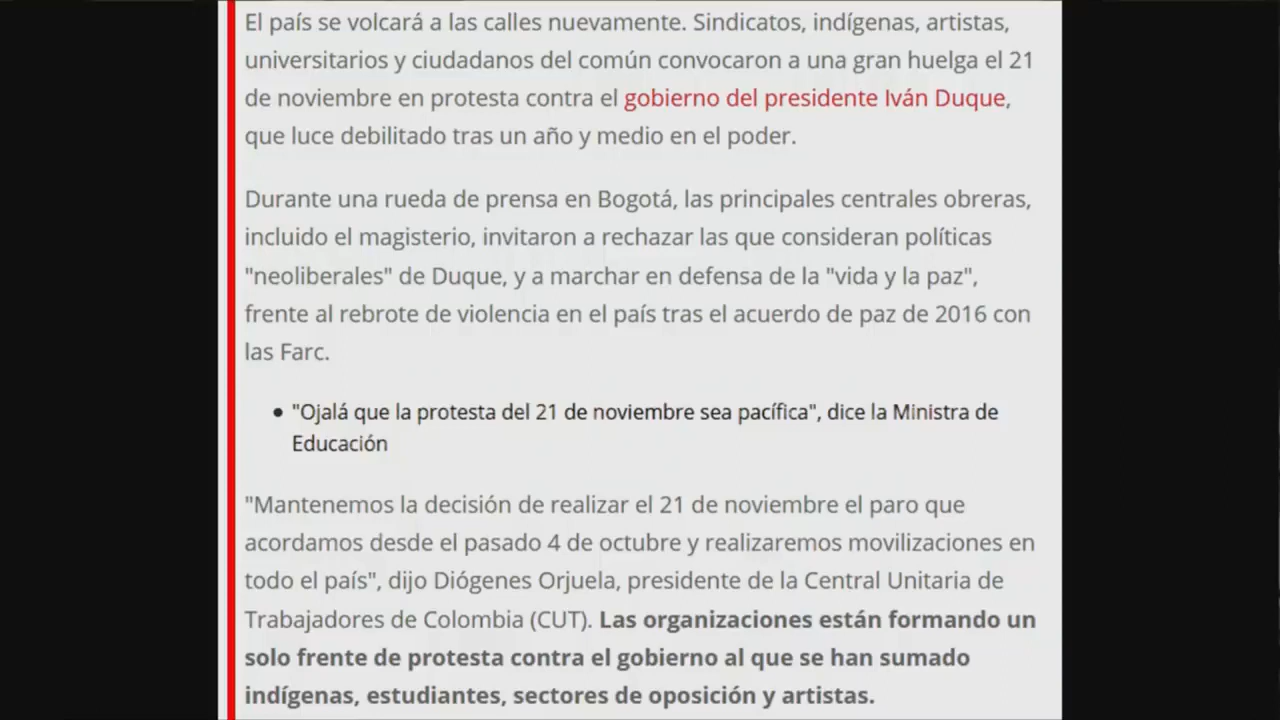 El país se volcará a las calles nuevamente. Sindicatos, indígenas, artistas,
universitarios y ciudadanos del común convocaron a una gran huelga el 21
de noviembre en protesta contra el gobierno del presidente Iván Duque,
que luce debilitado tras un año y medio en el poder.
Durante una rueda de prensa en Bogotá, las principales centrales obreras,
incluido el magisterio, invitaron a rechazar las que consideran políticas
"neoliberales" de Duque, y a marchar en defensa de la "vida y la paz",
frente al rebrote de violencia en el país tras el acuerdo de paz de 2016 con
las Farc.
• "Ojalá que la protesta del 21 de noviembre sea pacífica", dice la Ministra de
Educación
"Mantenemos la decisión de realizar el 21 de noviembre el paro que
acordamos desde el pasado 4 de octubre y realizaremos movilizaciones en
todo el país", dijo Diógenes Orjuela, presidente de la Central Unitaria de
Trabajadores de Colombia (CUT). Las organizaciones están formando un
solo frente de protesta contra el gobierno al que se han sumado
indígenas, estudiantes, sectores de oposición y artistas.